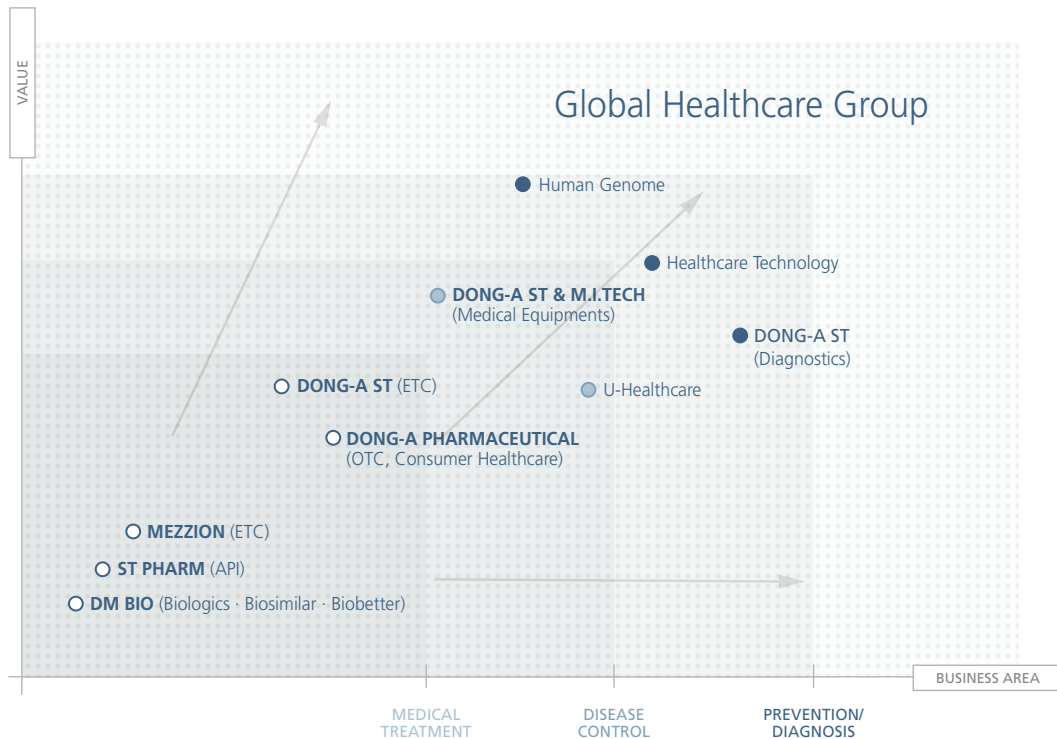 VALUE
Global Healthcare Group
Human Genome
Healthcare Technology
DONG-A ST & M.I.TECH
(Medical Equipments)
DONG-A ST
(Diagnostics)
DONG-A ST (ETC)
U-Healthcare
DONG-A PHARMACEUTICAL
(OTC, Consumer Healthcare)
MEZZION (ETC)
ST PHARM (API)
DM BIO (Biologics · Biosimilar · Biobetter)
BUSINESS AREA
MEDICAL
TREATMENT
DISEASE
CONTROL
PREVENTION/
DIAGNOSIS